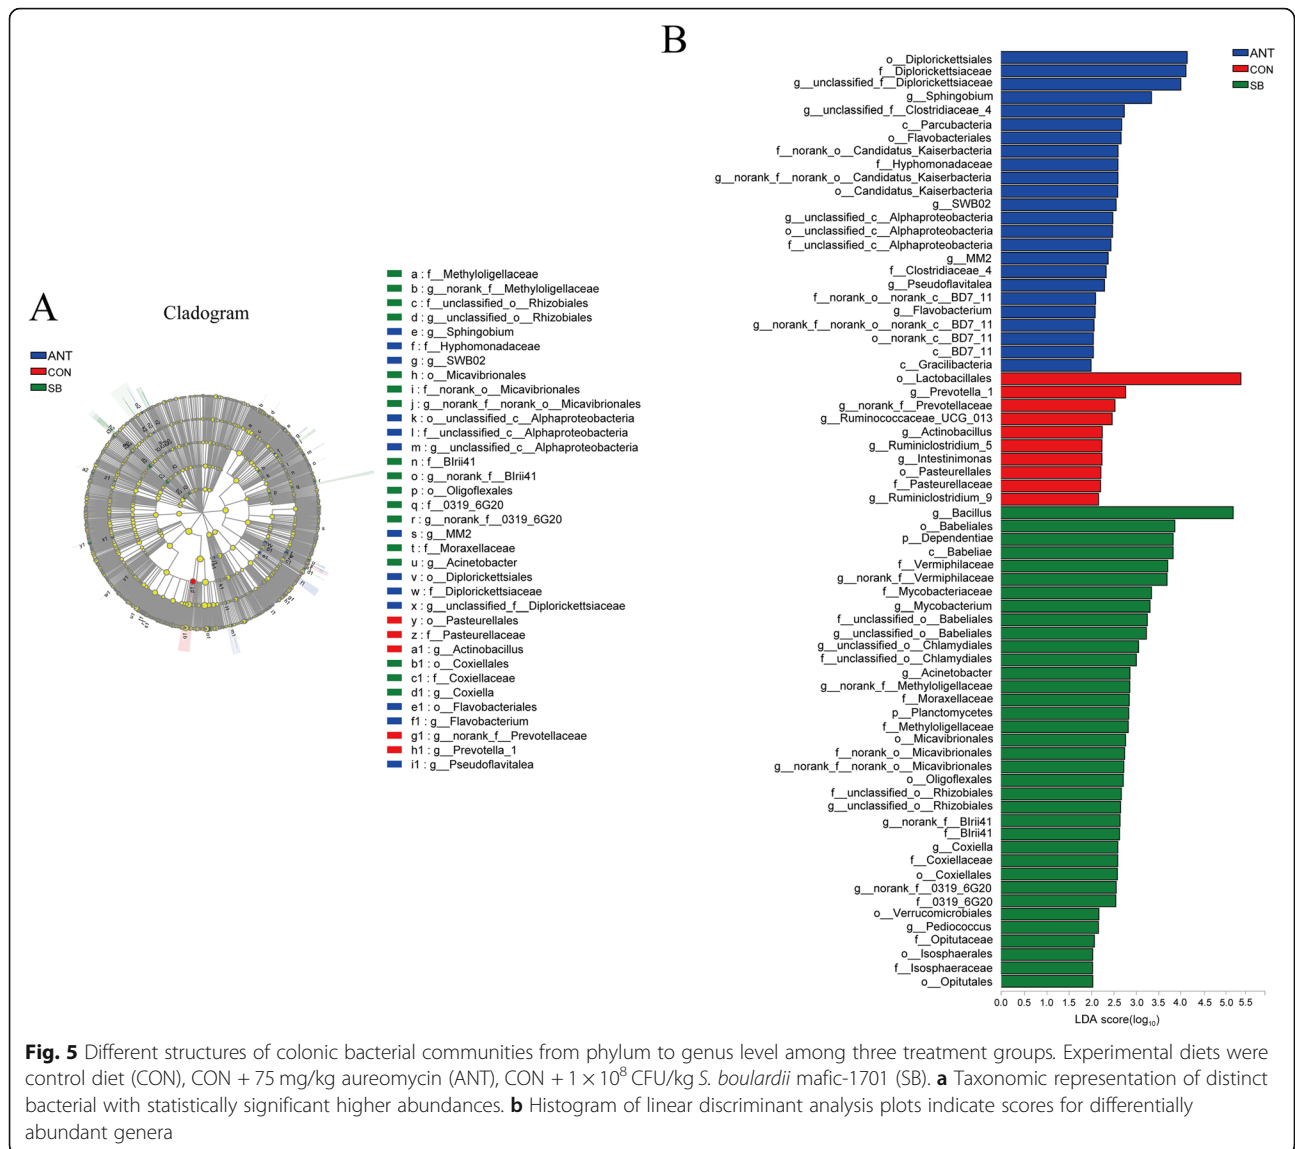 A
Cladogram
ANT
CON
SB
a : f__Methyloligellaceae
b : g__norank_f__Methyloligellaceae
c : f__unclassified_o__Rhizobiales
d : g__unclassified_o__Rhizobiales
e : g__Sphingobium
f : f__Hyphomonadaceae
g : g__SWB02
h : o__Micavibrionales
i : f__norank_o__Micavibrionales
j : g__norank_f__norank_o__Micavibrionales
k : o__unclassified_c__Alphaproteobacteria
l : f__unclassified_c__Alphaproteobacteria
m : g__unclassified_c__Alphaproteobacteria
n : f__BIrii41
o : g__norank_f__BIrii41
p : o__Oligoflexales
q : f__0319_6G20
r : g__norank_f__0319_6G20
s : g__MM2
t : f__Moraxellaceae
u : g__Acinetobacter
v : o__Diplorickettsiales
w : f__Diplorickettsiaceae
x : g__unclassified_f__Diplorickettsiaceae
y : o__Pasteurellales
z : f__Pasteurellaceae
a1 : g__Actinobacillus
b1 : o__Coxiellales
c1 : f__Coxiellaceae
d1 : g__Coxiella
e1 : o__Flavobacteriales
f1 : g__Flavobacterium
g1 : g__norank_f__Prevotellaceae
h1 : g__Prevotella_1
i1 : g__Pseudoflavitalea
B
ANT
CON
SB
o__Diplorickettsiales
f__Diplorickettsiaceae
g__unclassified_f__Diplorickettsiaceae
g__Sphingobium
g__unclassified_f__Clostridiaceae_4
c__Parcubacteria
o__Flavobacteriales
f__norank_o__Candidatus_Kaiserbacteria
f__Hyphomonadaceae
g__norank_f__norank_o__Candidatus_Kaiserbacteria
o__Candidatus_Kaiserbacteria
g__SWB02
g__unclassified_c__Alphaproteobacteria
o__unclassified_c__Alphaproteobacteria
f__unclassified_c__Alphaproteobacteria
g__MM2
f__Clostridiaceae_4
g__Pseudoflavitalea
f__norank_o__norank_c__BD7_11
g__Flavobacterium
g__norank_f__norank_o__norank_c__BD7_11
o__norank_c__BD7_11
c__BD7_11
c__Gracilibacteria
o__Lactobacillales
g__Prevotella_1
g__norank_f__Prevotellaceae
g__Ruminococcaceae_UCG_013
g__Actinobacillus
g__Ruminiclostridium_5
g__Intestinimonas
o__Pasteurellales
f__Pasteurellaceae
g__Ruminiclostridium_9
g__Bacillus
o__Babeliales
p__Dependentiae
c__Babeliae
f__Vermiphilaceae
g__norank_f__Vermiphilaceae
f__Mycobacteriaceae
g__Mycobacterium
f__unclassified_o__Babeliales
g__unclassified_o__Babeliales
g__unclassified_o__Chlamydiales
f__unclassified_o__Chlamydiales
g__Acinetobacter
g__norank_f__Methyloligellaceae
f__Moraxellaceae
p__Planctomycetes
f__Methyloligellaceae
o__Micavibrionales
f__norank_o__Micavibrionales
g__norank_f__norank_o__Micavibrionales
o__Oligoflexales
f__unclassified_o__Rhizobiales
g__unclassified_o__Rhizobiales
g__norank_f__BIrii41
f__BIrii41
g__Coxiella
f__Coxiellaceae
o__Coxiellales
g__norank_f__0319_6G20
f__0319_6G20
o__Verrucomicrobiales
g__Pediococcus
f__Opitutaceae
o__Isosphaerales
f__Isosphaeraceae
o__Opitutales
0.0 0.5 1.0 1.5 2.0 2.5 3.0 3.5 4.0 4.5 5.0 5.5
LDA score(log10)
Fig. 5 Different structures of colonic bacterial communities from phylum to genus level among three treatment groups. Experimental diets were
control diet (CON), CON + 75 mg/kg aureomycin (ANT), CON + 1 × 10^8 CFU/kg S. boulardii mafic-1701 (SB). a Taxonomic representation of distinct
bacterial with statistically significant higher abundances. b Histogram of linear discriminant analysis plots indicate scores for differentially
abundant genera